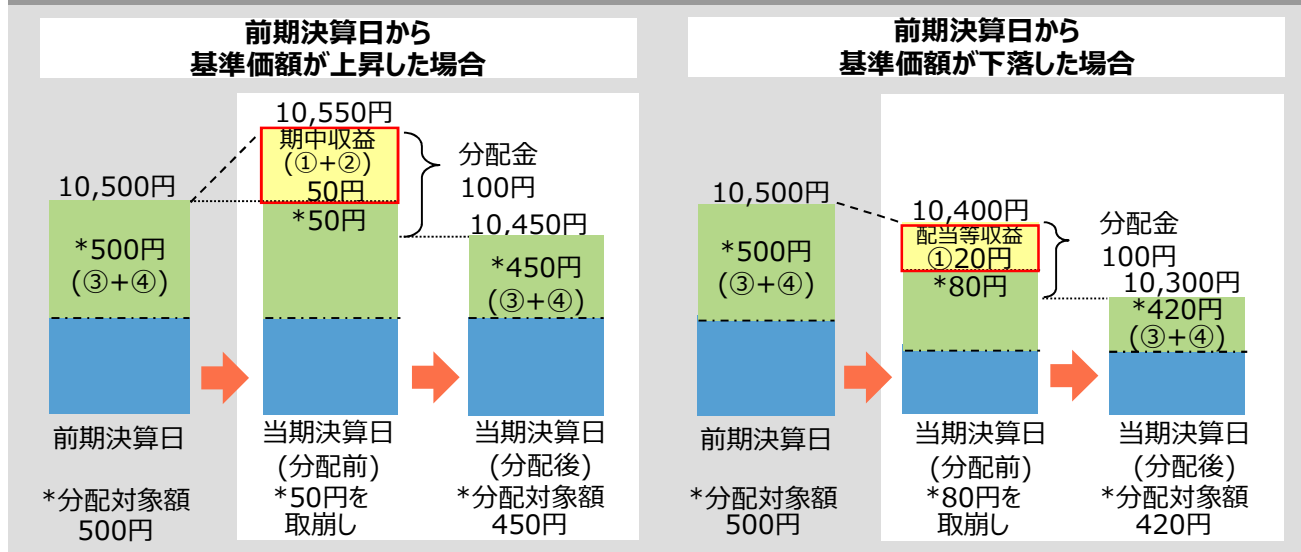 前期決算日から
基準価額が上昇した場合
10,500円
*500円
(③+④)
前期決算日
*分配対象額
500円
10,550円
期中収益
(①+②)
50円
*50円
分配金
100円
当期決算日
(分配前)
*50円を
取崩し
10,450円
*450円
(③+④)
当期決算日
(分配後)
*分配対象額
450円
前期決算日から
基準価額が下落した場合
10,500円
*500円
(③+④)
前期決算日
*分配対象額
500円
10,400円
配当等収益
①20円
*80円
分配金
100円
当期決算日
(分配前)
*80円を
取崩し
10,300円
*420円
(③+④)
当期決算日
(分配後)
*分配対象額
420円